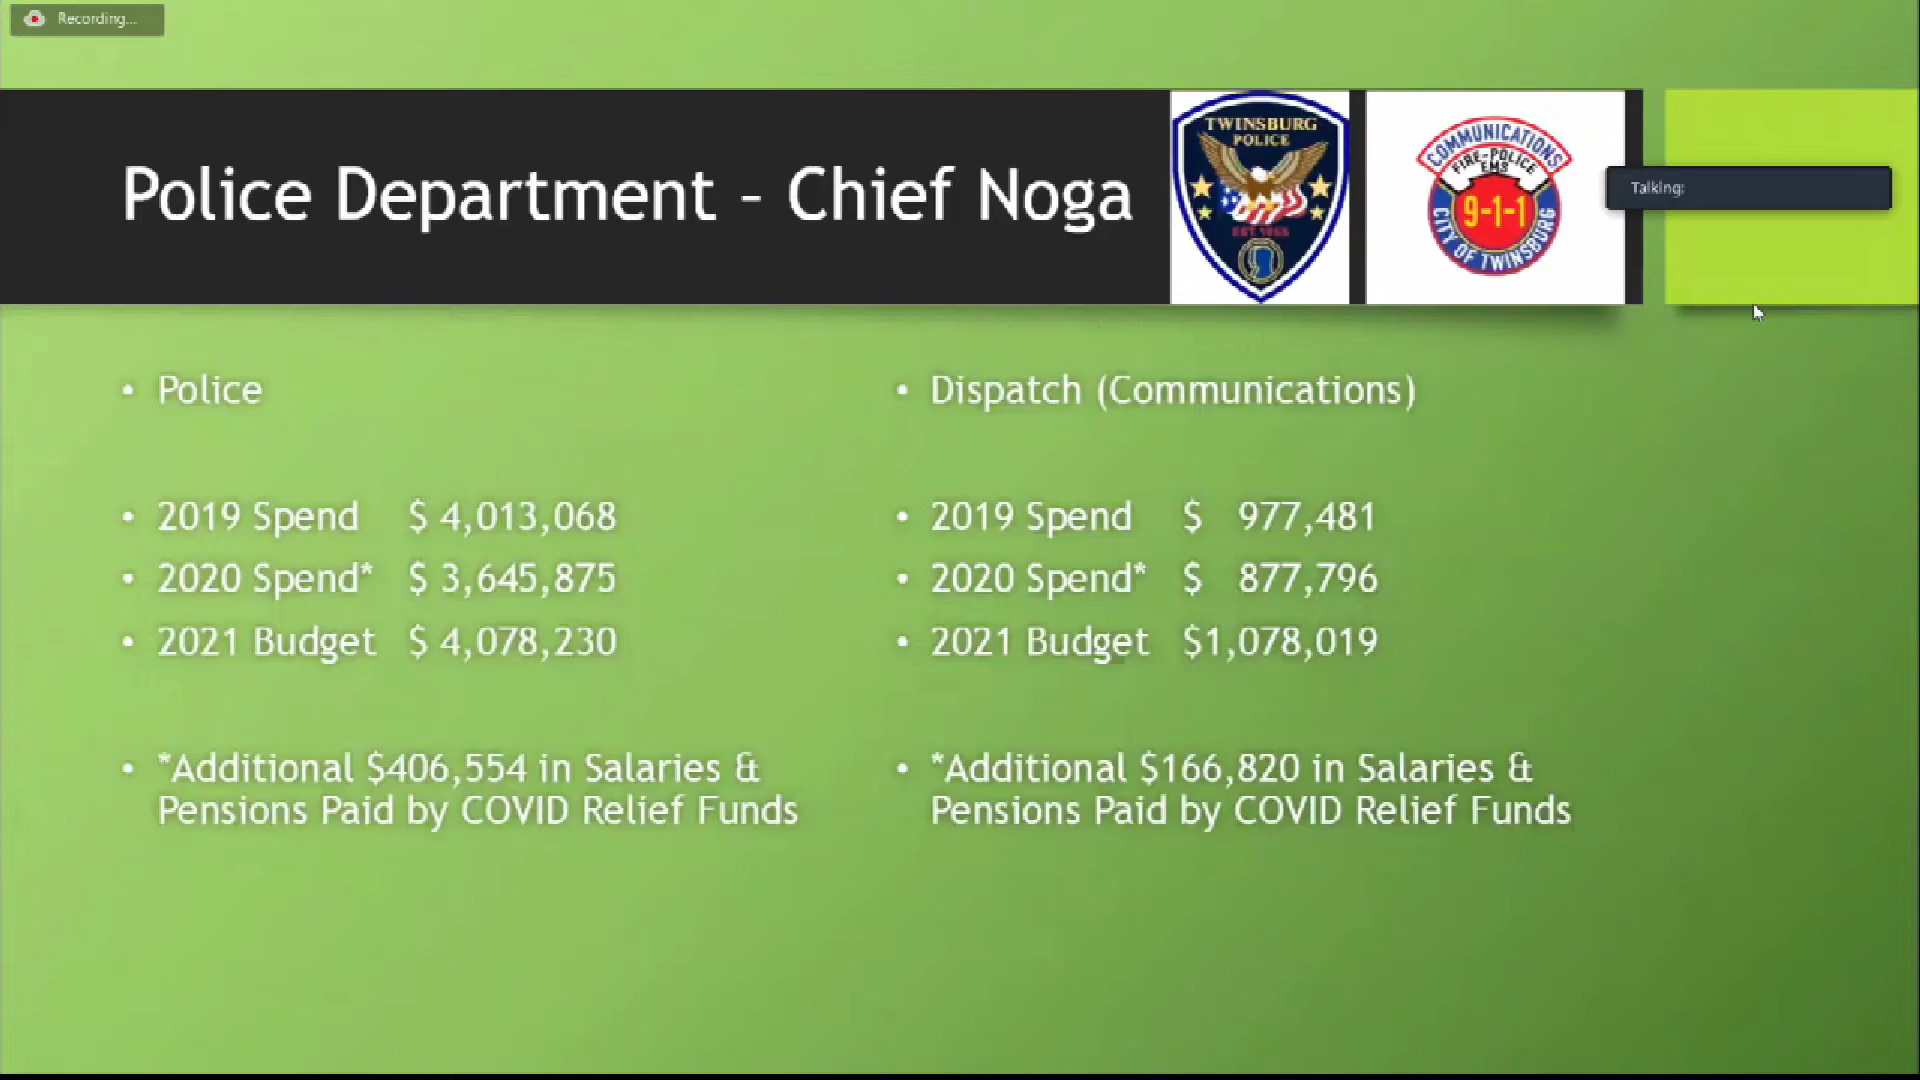 Recording...
Police Department – Chief Noga
TWINSBURG
POLICE
COMMUNICATIONS
FIRE-POLICE
EMS
9-1-1
CITY OF TWINSBURG
Talking:
• Police
• 2019 Spend $ 4,013,068
• 2020 Spend* $ 3,645,875
• 2021 Budget $ 4,078,230
• *Additional $406,554 in Salaries &
Pensions Paid by COVID Relief Funds
• Dispatch (Communications)
• 2019 Spend $ 977,481
• 2020 Spend* $ 877,796
• 2021 Budget $1,078,019
• *Additional $166,820 in Salaries &
Pensions Paid by COVID Relief Funds